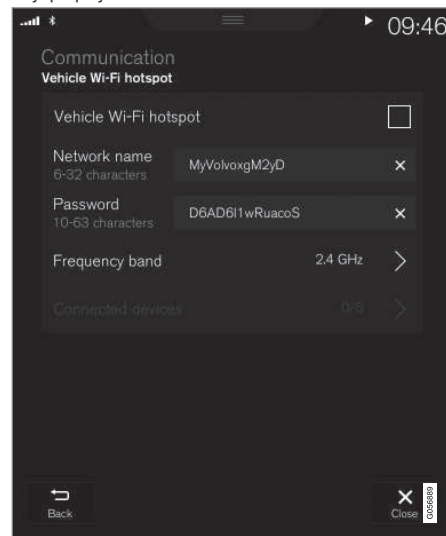 09:46
Communication
Vehicle Wi-Fi hotspot
Vehicle Wi-Fi hotspot
Network name
6-32 characters
MyVolvoxgM2yD
Password
10-63 characters
D6AD6I1wRuacoS
Frequency band 2.4 GHz
Connected devices 0/8
Back
Close
G056889